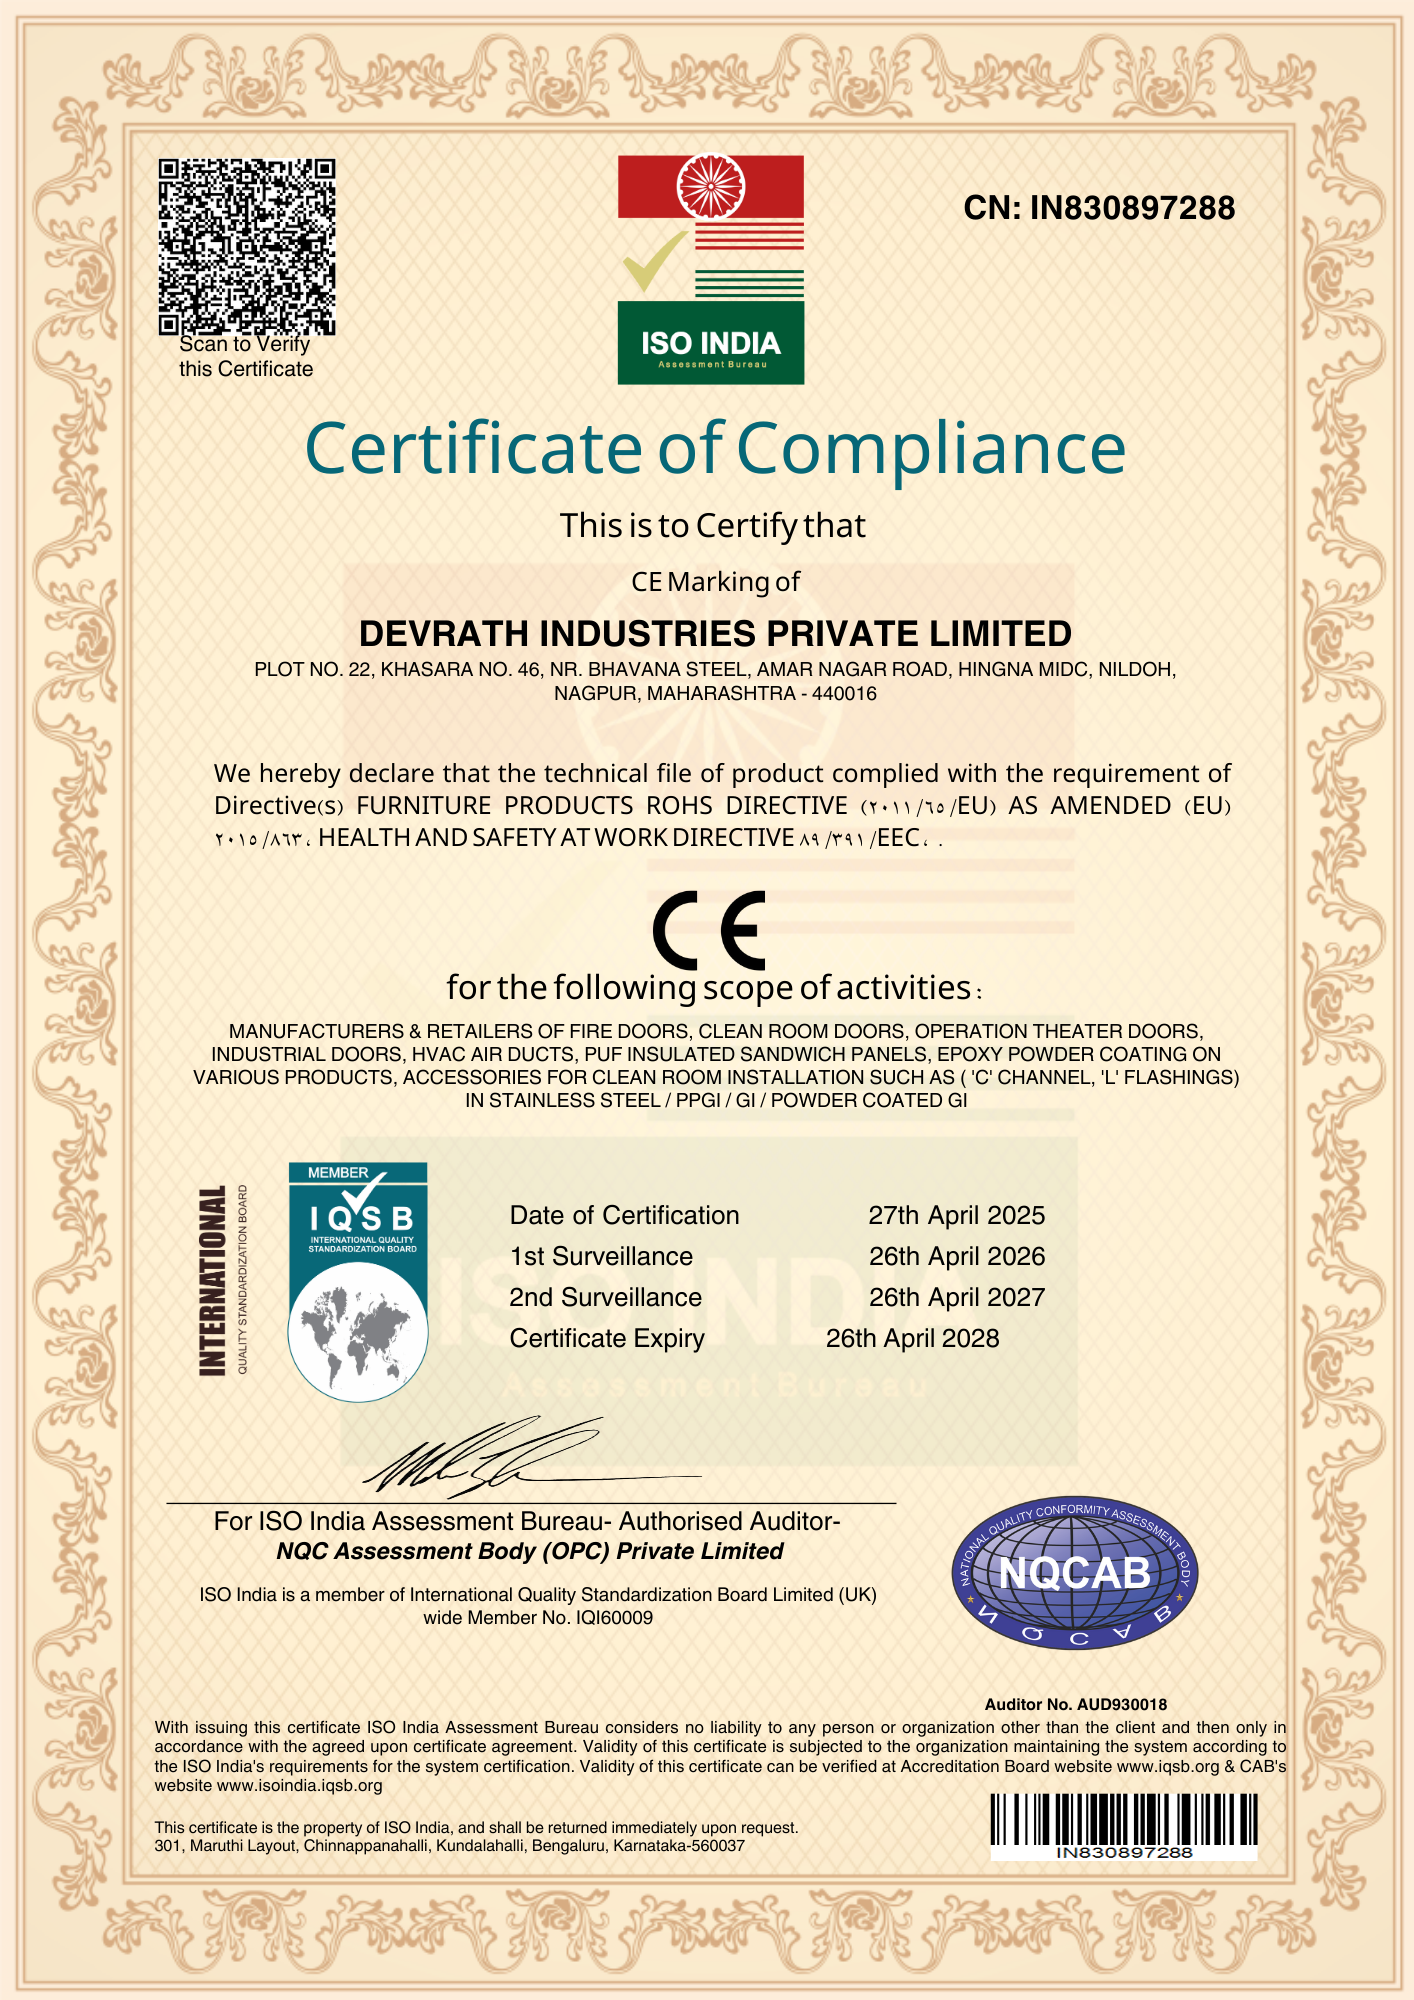 CN: IN830897288
Scan to Verify
this Certificate
ISO INDIA
Assessment Bureau
Certificate of Compliance
This is to Certify that
CE Marking of
DEVRATH INDUSTRIES PRIVATE LIMITED
PLOT NO. 22, KHASARA NO. 46, NR. BHAVANA STEEL, AMAR NAGAR ROAD, HINGNA MIDC, NILDOH,
NAGPUR, MAHARASHTRA - 440016
We hereby declare that the technical file of product complied with the requirement of
Directive(s) FURNITURE PRODUCTS ROHS DIRECTIVE (٢٠١١/٦٥/EU) AS AMENDED (EU)
٢٠١٥/٨٦٣، HEALTH AND SAFETY AT WORK DIRECTIVE ٨٩/٣٩١/EEC، .
CE
for the following scope of activities :
MANUFACTURERS & RETAILERS OF FIRE DOORS, CLEAN ROOM DOORS, OPERATION THEATER DOORS,
INDUSTRIAL DOORS, HVAC AIR DUCTS, PUF INSULATED SANDWICH PANELS, EPOXY POWDER COATING ON
VARIOUS PRODUCTS, ACCESSORIES FOR CLEAN ROOM INSTALLATION SUCH AS ( 'C' CHANNEL, 'L' FLASHINGS)
IN STAINLESS STEEL / PPGI / GI / POWDER COATED GI
INTERNATIONAL
QUALITY STANDARDIZATION BOARD
MEMBER
IQSB
INTERNATIONAL QUALITY
STANDARDIZATION BOARD
Date of Certification 27th April 2025
1st Surveillance 26th April 2026
2nd Surveillance 26th April 2027
Certificate Expiry 26th April 2028
ISO INDIA
Assessment Bureau
For ISO India Assessment Bureau- Authorised Auditor-
NQC Assessment Body (OPC) Private Limited
ISO India is a member of International Quality Standardization Board Limited (UK)
wide Member No. IQI60009
NATIONAL QUALITY CONFORMITY ASSESSMENT BODY
NQCAB
N Q C A B
Auditor No. AUD930018
With issuing this certificate ISO India Assessment Bureau considers no liability to any person or organization other than the client and then only in
accordance with the agreed upon certificate agreement. Validity of this certificate is subjected to the organization maintaining the system according to
the ISO India's requirements for the system certification. Validity of this certificate can be verified at Accreditation Board website www.iqsb.org & CAB's
website www.isoindia.iqsb.org
This certificate is the property of ISO India, and shall be returned immediately upon request.
301, Maruthi Layout, Chinnappanahalli, Kundalahalli, Bengaluru, Karnataka-560037
IN830897288